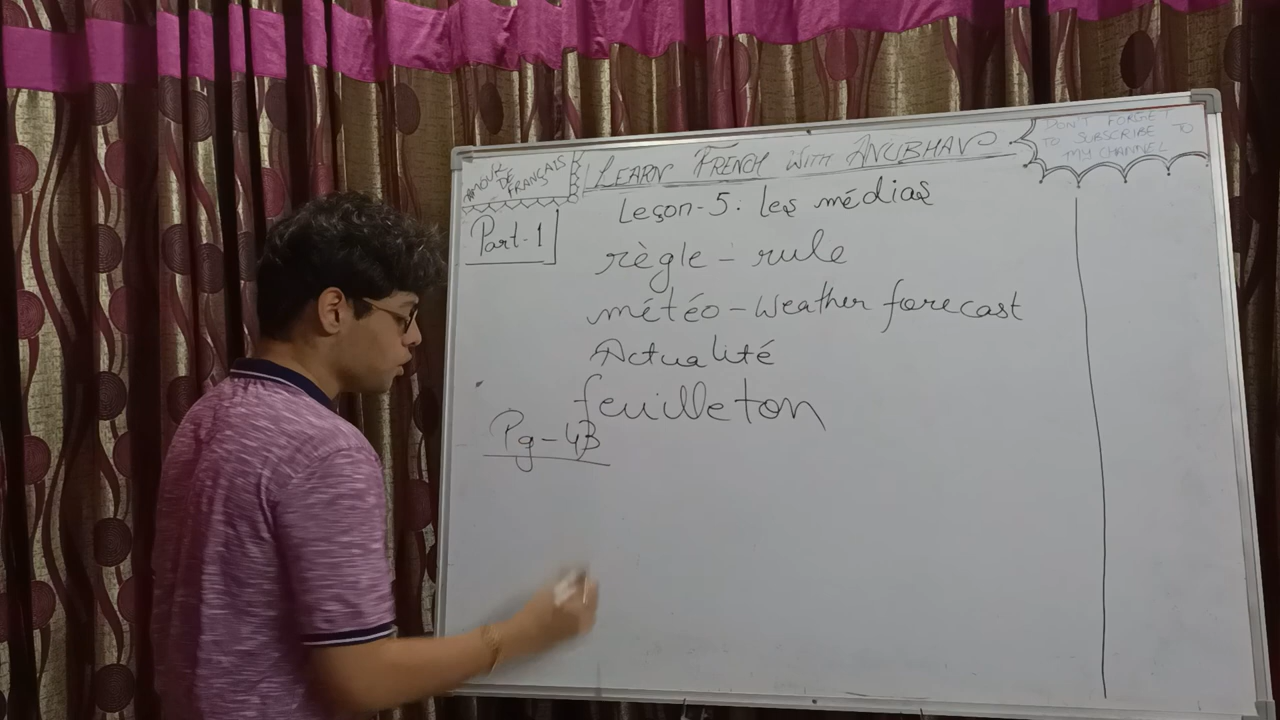 AMOUR
DE
FRANÇAIS
LEARN FRENCH WITH ANUBHAV
DON'T FORGET
TO SUBSCRIBE TO
MY CHANNEL
Part-1
Leçon-5: Les médias
règle - rule
météo - Weather forecast
Actualité
feuilleton
Pg-43